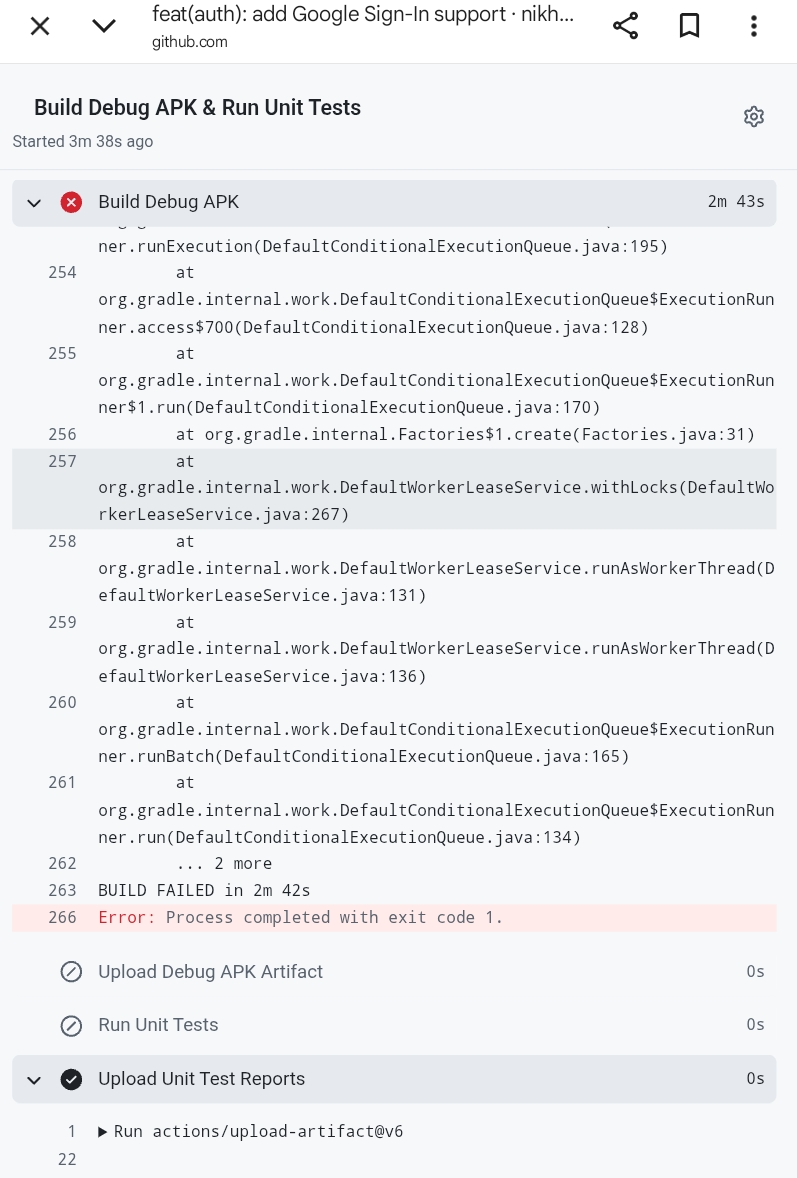 feat(auth): add Google Sign-In support · nikh...
github.com
Build Debug APK & Run Unit Tests
Started 3m 38s ago
Build Debug APK 2m 43s
ner.runExecution(DefaultConditionalExecutionQueue.java:195)
254 at
org.gradle.internal.work.DefaultConditionalExecutionQueue$ExecutionRun
ner.access$700(DefaultConditionalExecutionQueue.java:128)
255 at
org.gradle.internal.work.DefaultConditionalExecutionQueue$ExecutionRun
ner$1.run(DefaultConditionalExecutionQueue.java:170)
256 at org.gradle.internal.Factories$1.create(Factories.java:31)
257 at
org.gradle.internal.work.DefaultWorkerLeaseService.withLocks(DefaultWo
rkerLeaseService.java:267)
258 at
org.gradle.internal.work.DefaultWorkerLeaseService.runAsWorkerThread(D
efaultWorkerLeaseService.java:131)
259 at
org.gradle.internal.work.DefaultWorkerLeaseService.runAsWorkerThread(D
efaultWorkerLeaseService.java:136)
260 at
org.gradle.internal.work.DefaultConditionalExecutionQueue$ExecutionRun
ner.runBatch(DefaultConditionalExecutionQueue.java:165)
261 at
org.gradle.internal.work.DefaultConditionalExecutionQueue$ExecutionRun
ner.run(DefaultConditionalExecutionQueue.java:134)
262 ... 2 more
263 BUILD FAILED in 2m 42s
266 Error: Process completed with exit code 1.
Upload Debug APK Artifact 0s
Run Unit Tests 0s
Upload Unit Test Reports 0s
1 ▶ Run actions/upload-artifact@v6
22